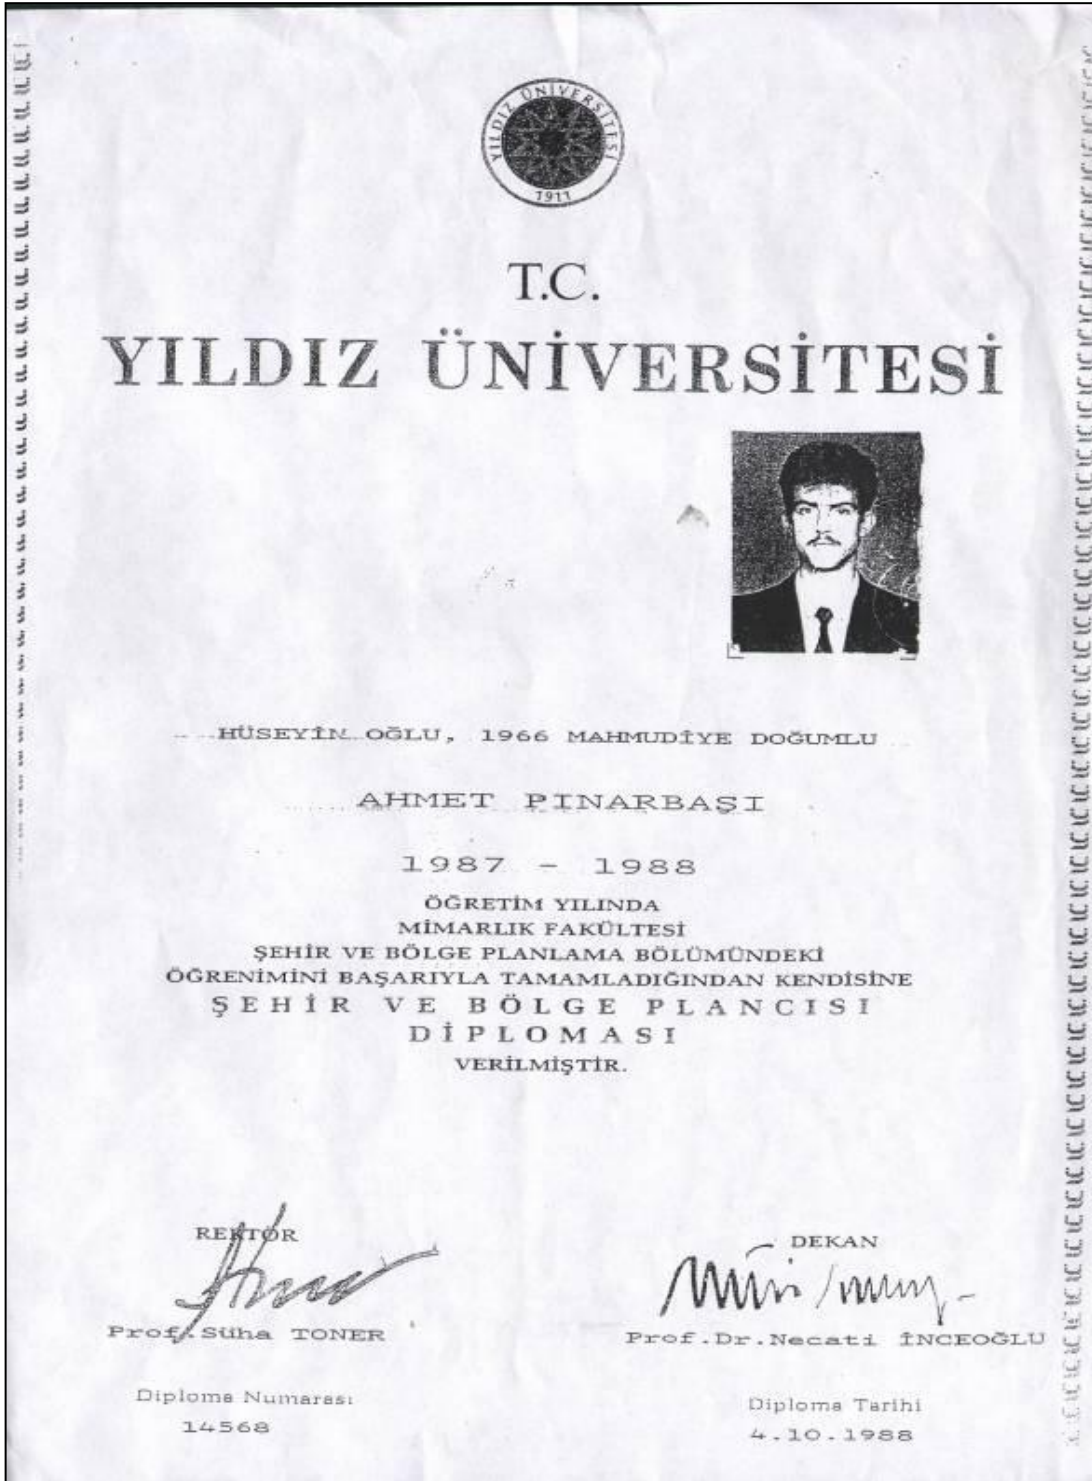 YILDIZ ÜNİVERSİTESİ
1911
T.C.
YILDIZ ÜNİVERSİTESİ
HÜSEYİN OĞLU, 1966 MAHMUDİYE DOĞUMLU
AHMET PINARBAŞI
1987 - 1988
ÖĞRETİM YILINDA
MİMARLIK FAKÜLTESİ
ŞEHİR VE BÖLGE PLANLAMA BÖLÜMÜNDEKİ
ÖĞRENİMİNİ BAŞARIYLA TAMAMLADIĞINDAN KENDİSİNE
ŞEHİR VE BÖLGE PLANCISI
DİPLOMASI
VERİLMİŞTİR.
REKTÖR
Prof.Süha TONER
Diploma Numarası
14568
DEKAN
Prof.Dr.Necati İNCEOĞLU
Diploma Tarihi
4.10.1988